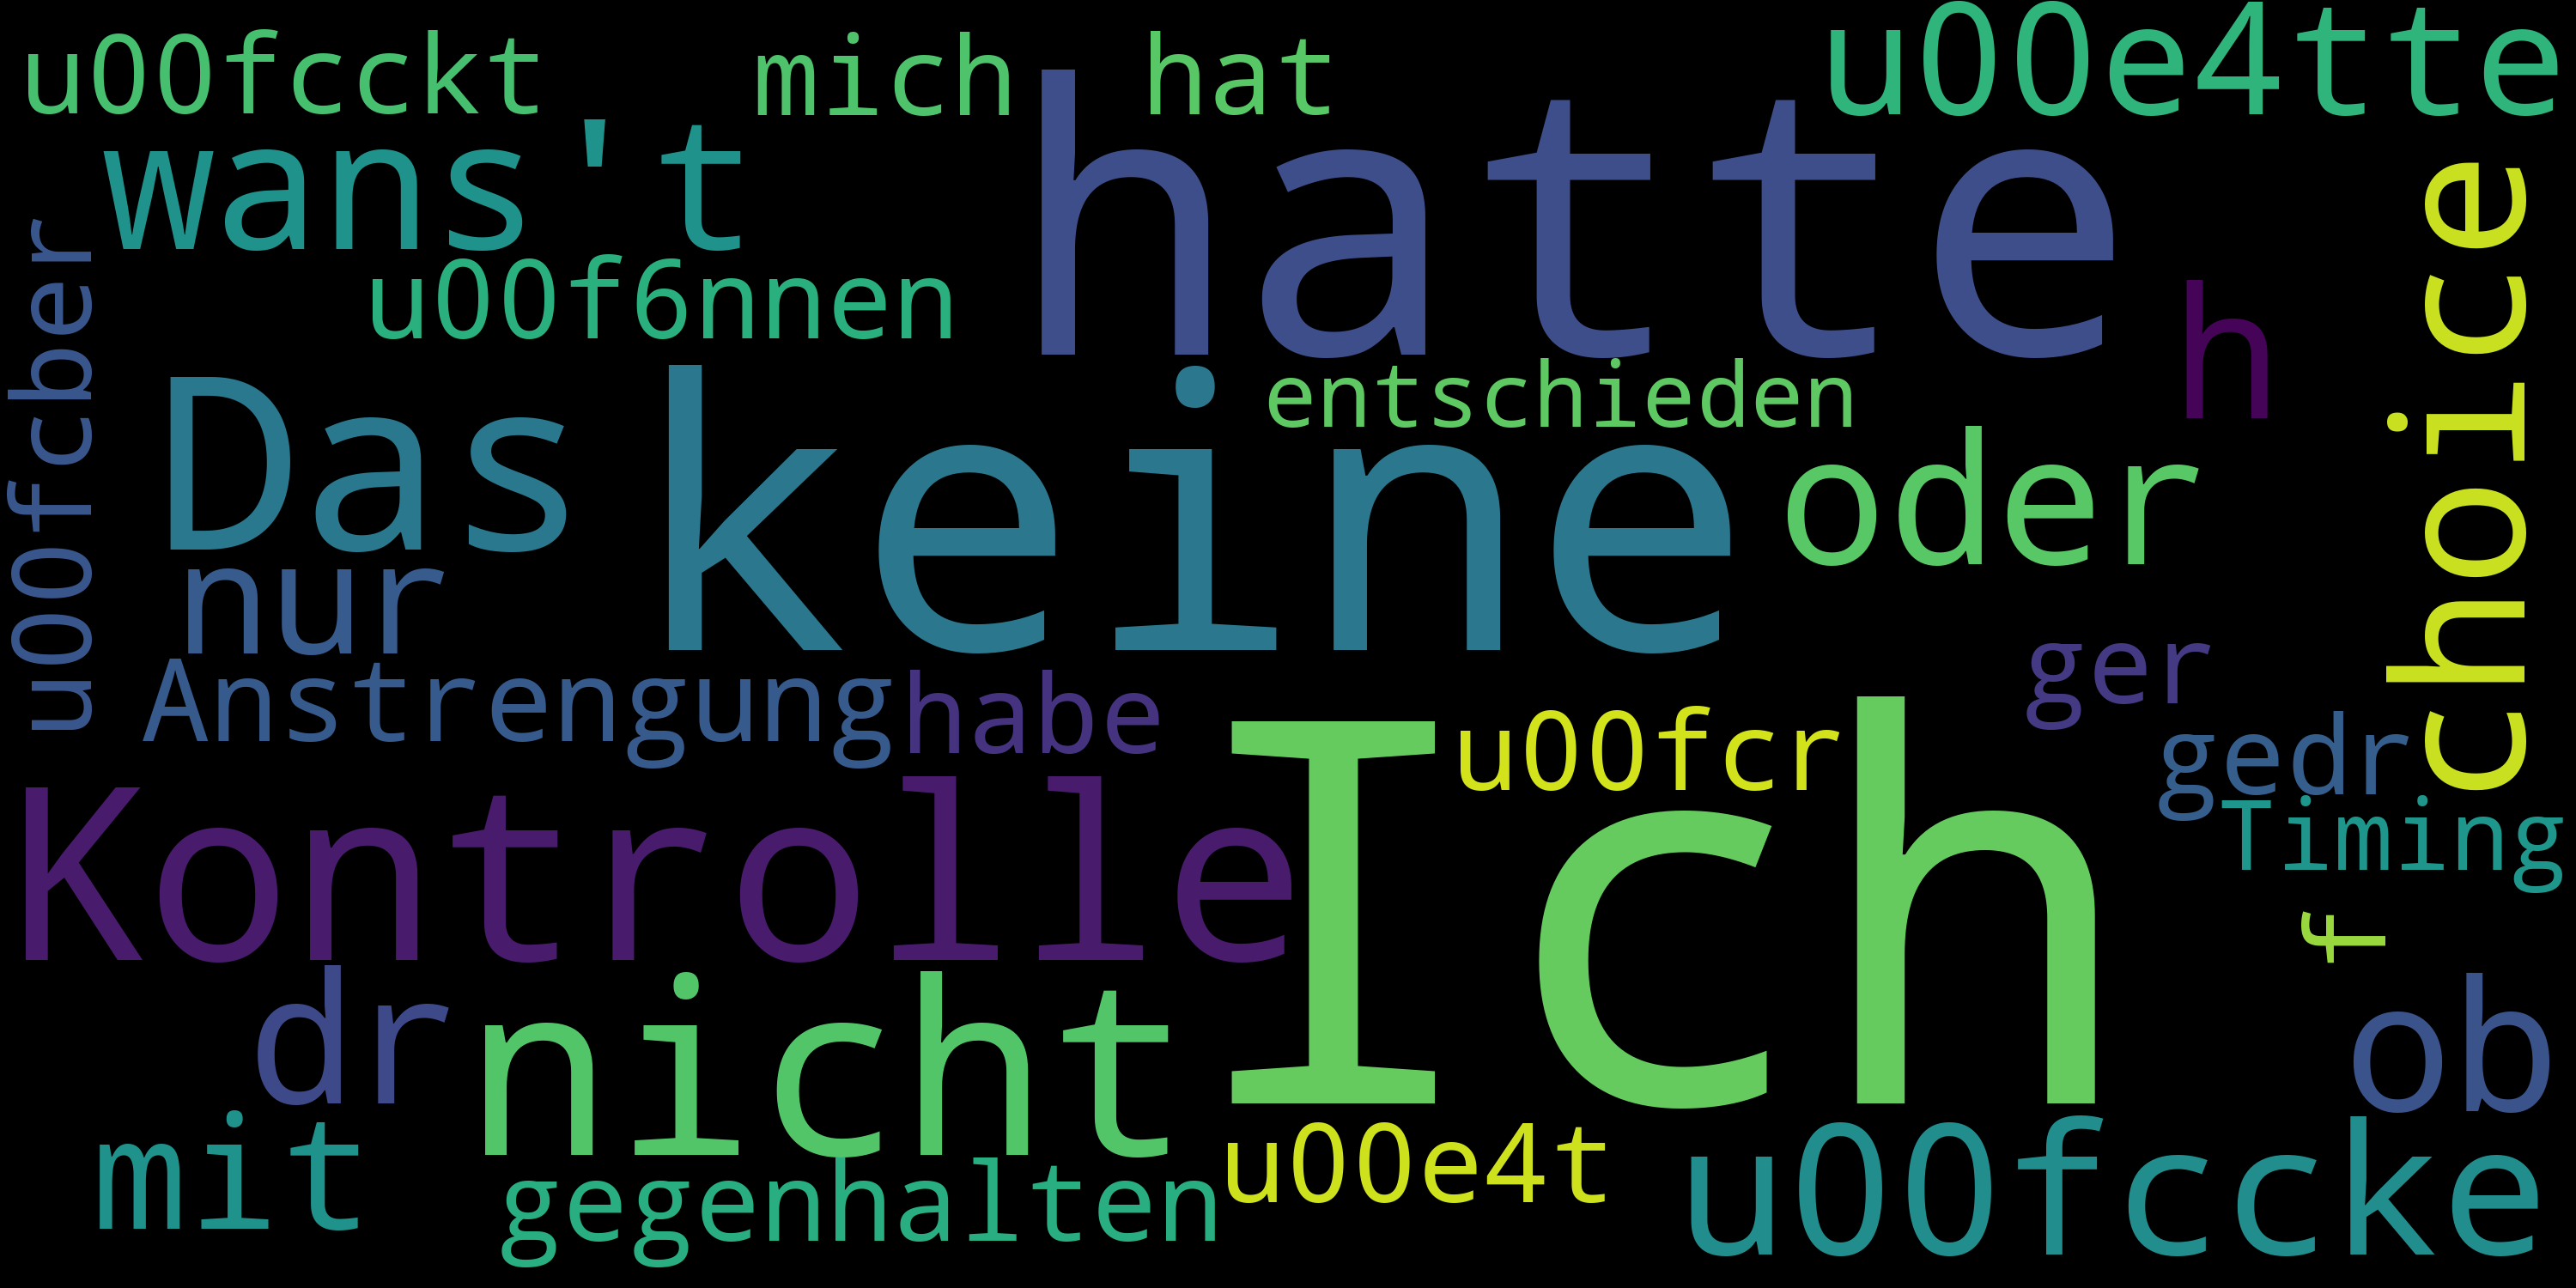 u00fcckt mich hat u00e4tte
wans't hatte
u00fcber u00f6nnen h choice
Das keine entschieden oder
nur
Anstrengung habe u00fcr ger
gedr
Kontrolle Ich Timing
f
dr nicht ob
mit gegenhalten u00e4t u00fccke